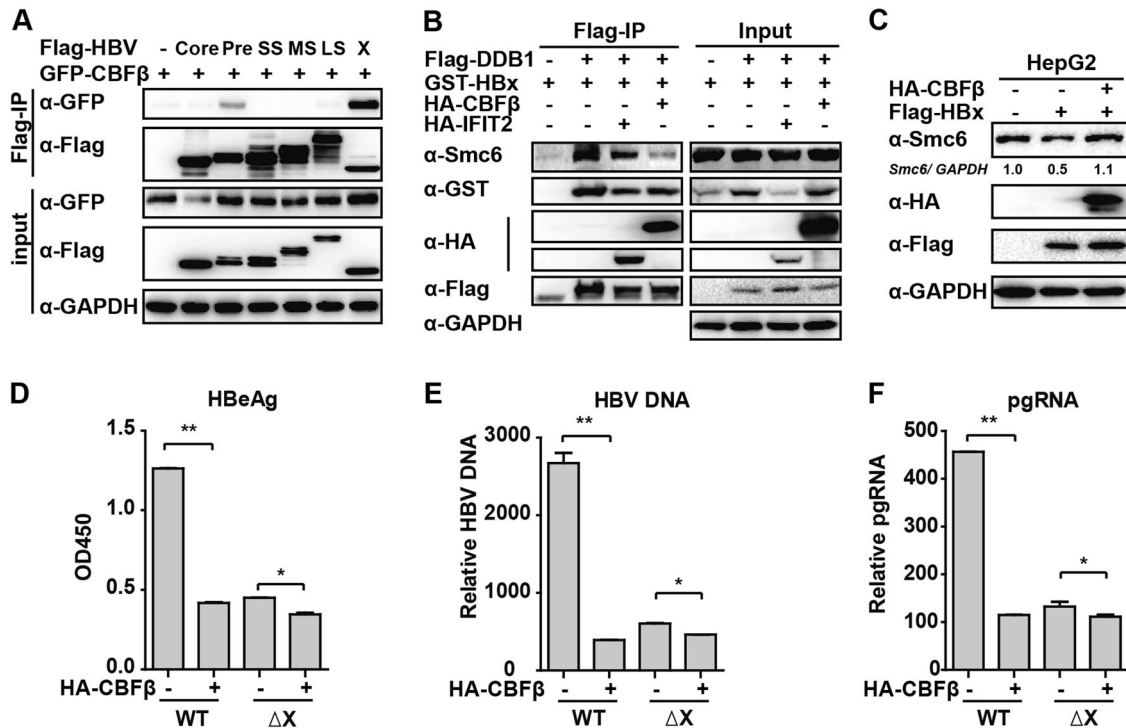 A
Flag-HBV - Core Pre SS MS LS X
GFP-CBFβ + + + + + + +
Flag-IP
α-GFP
α-Flag
input
α-GFP
α-Flag
α-GAPDH
B
Flag-IP Input
Flag-DDB1 - + + + - + + +
GST-HBx + + + + + + + +
HA-CBFβ + +
HA-IFIT2 + +
α-Smc6
α-GST
α-HA
α-Flag
α-GAPDH
C
HepG2
HA-CBFβ - - +
Flag-HBx - + +
α-Smc6
Smc6/ GAPDH 1.0 0.5 1.1
α-HA
α-Flag
α-GAPDH
D
HBeAg
OD450
1.5
1.0
0.5
0.0
**
*
HA-CBFβ - + - +
WT ΔX
E
HBV DNA
Relative HBV DNA
3000
2000
1000
0
**
*
HA-CBFβ - + - +
WT ΔX
F
pgRNA
Relative pgRNA
500
400
300
200
100
0
**
*
HA-CBFβ - + - +
WT ΔX